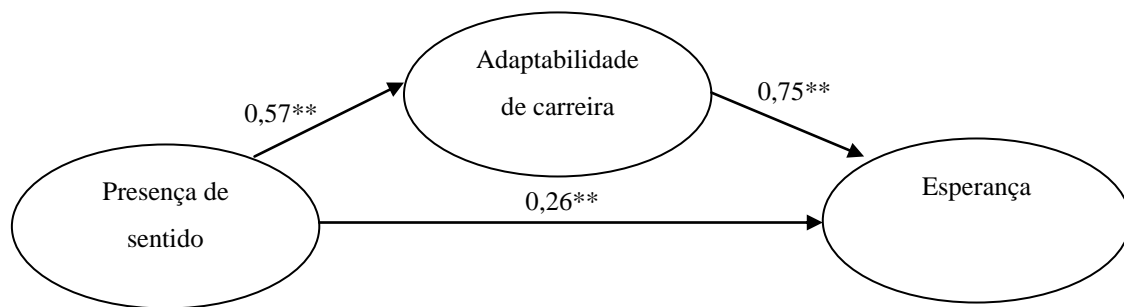 Adaptabilidade
de carreira
0,57**
0,75**
Presença de
sentido
0,26**
Esperança